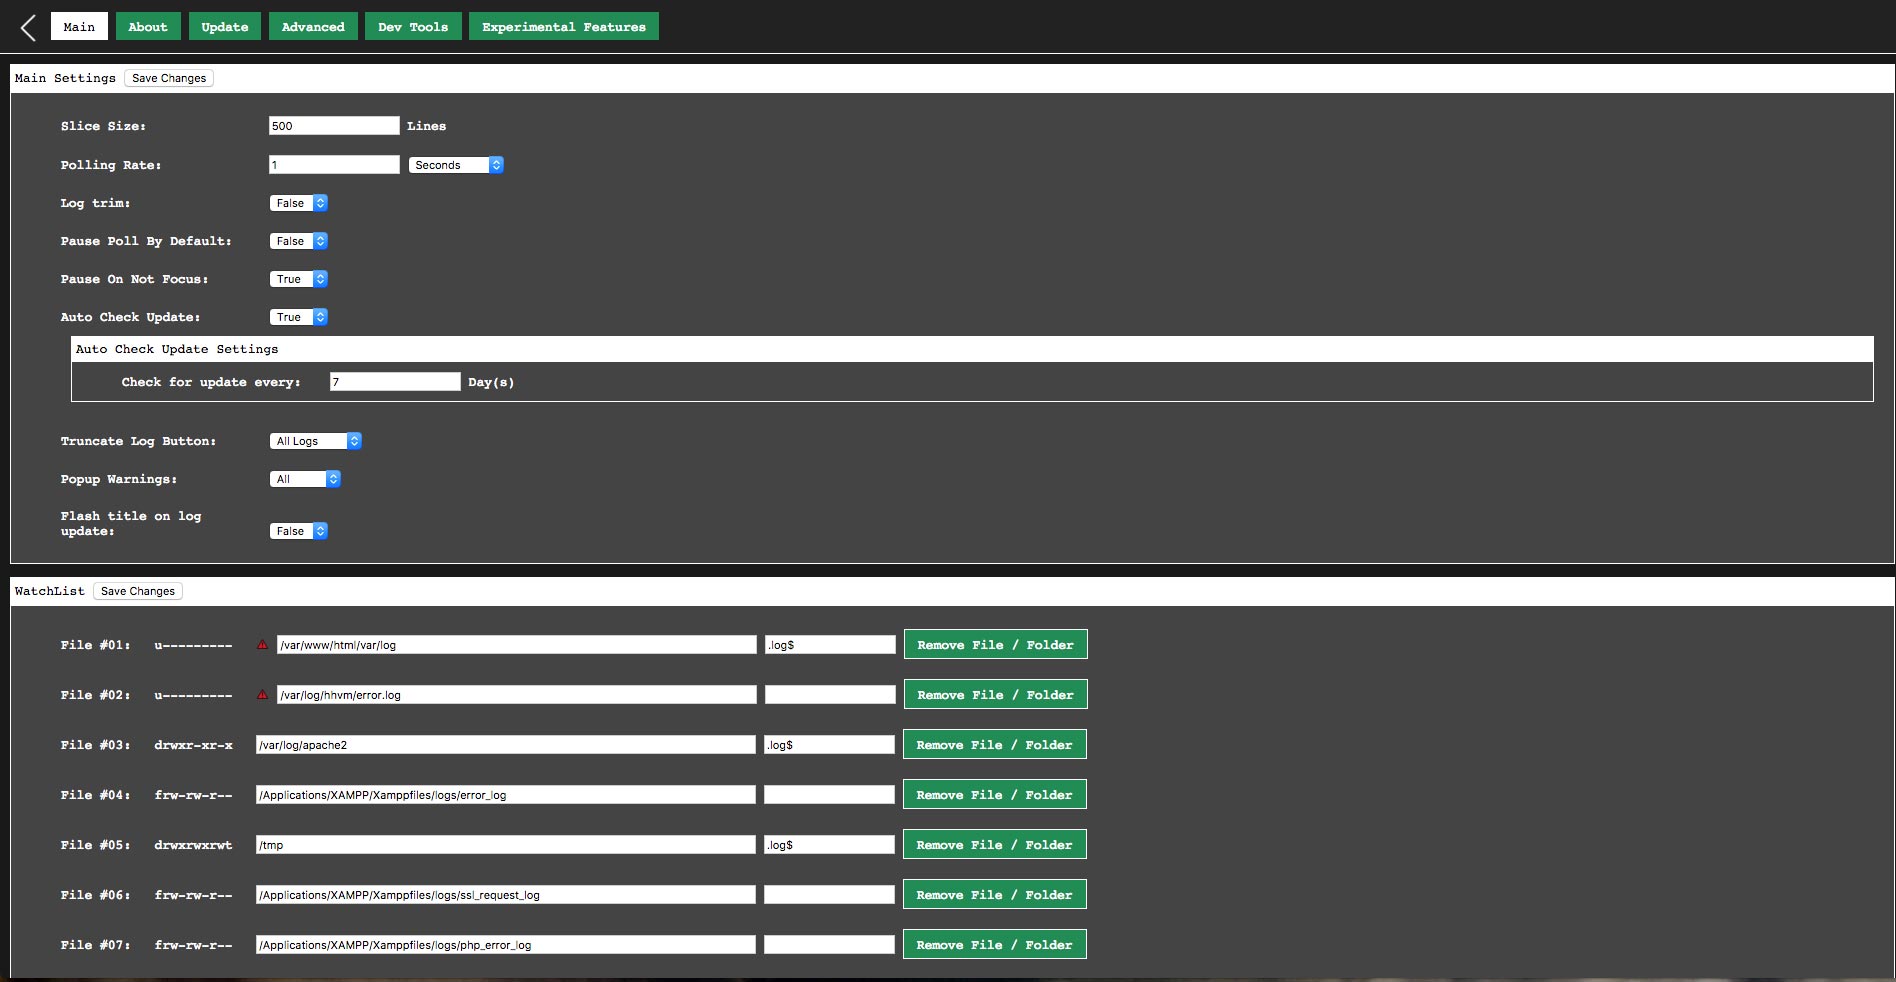 Main About Update Advanced Dev Tools Experimental Features
Main Settings Save Changes
Slice Size: 500 Lines
Polling Rate: 1 Seconds
Log trim: False
Pause Poll By Default: False
Pause On Not Focus: True
Auto Check Update: True
Auto Check Update Settings
Check for update every: 7 Day(s)
Truncate Log Button: All Logs
Popup Warnings: All
Flash title on log
update: False
WatchList Save Changes
File #01: u--------- /var/www/html/var/log .log$ Remove File / Folder
File #02: u--------- /var/log/hhvm/error.log Remove File / Folder
File #03: drwxr-xr-x /var/log/apache2 .log$ Remove File / Folder
File #04: frw-rw-r-- /Applications/XAMPP/Xamppfiles/logs/error_log Remove File / Folder
File #05: drwxrwxrwt /tmp .log$ Remove File / Folder
File #06: frw-rw-r-- /Applications/XAMPP/Xamppfiles/logs/ssl_request_log Remove File / Folder
File #07: frw-rw-r-- /Applications/XAMPP/Xamppfiles/logs/php_error_log Remove File / Folder